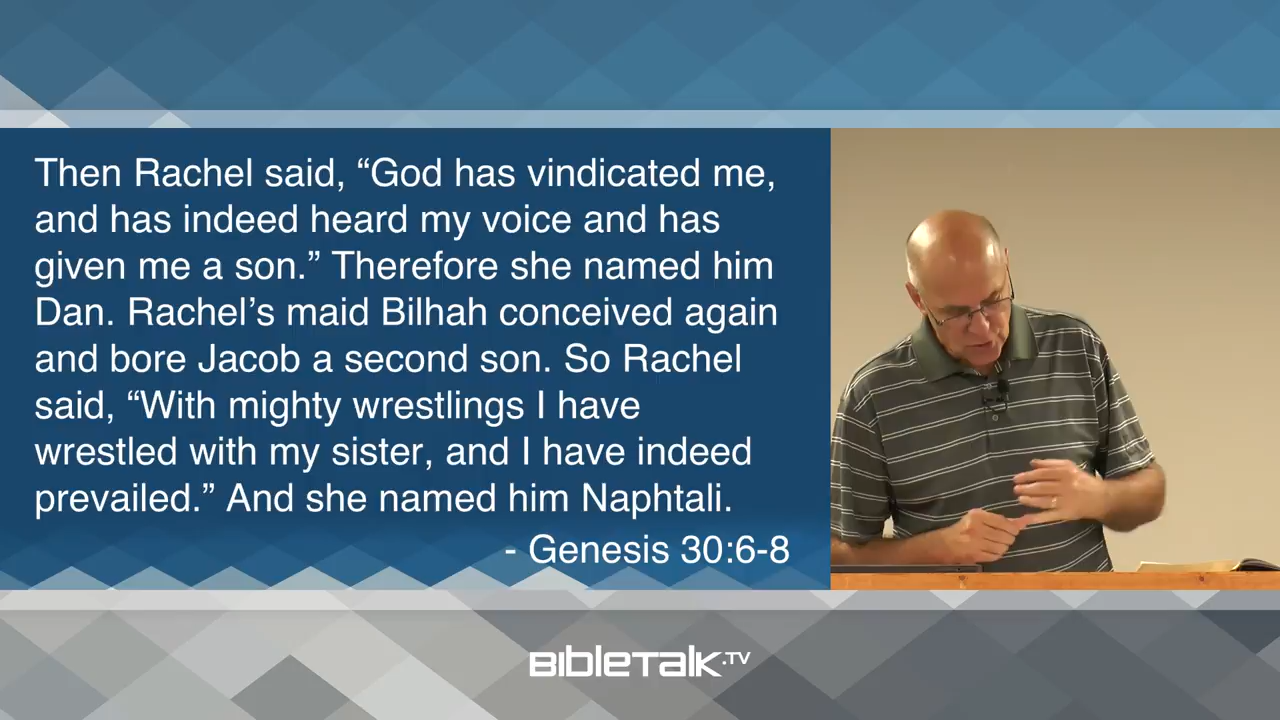 Then Rachel said, “God has vindicated me,
and has indeed heard my voice and has
given me a son.” Therefore she named him
Dan. Rachel’s maid Bilhah conceived again
and bore Jacob a second son. So Rachel
said, “With mighty wrestlings I have
wrestled with my sister, and I have indeed
prevailed.” And she named him Naphtali.
- Genesis 30:6-8
BibleTalk.TV